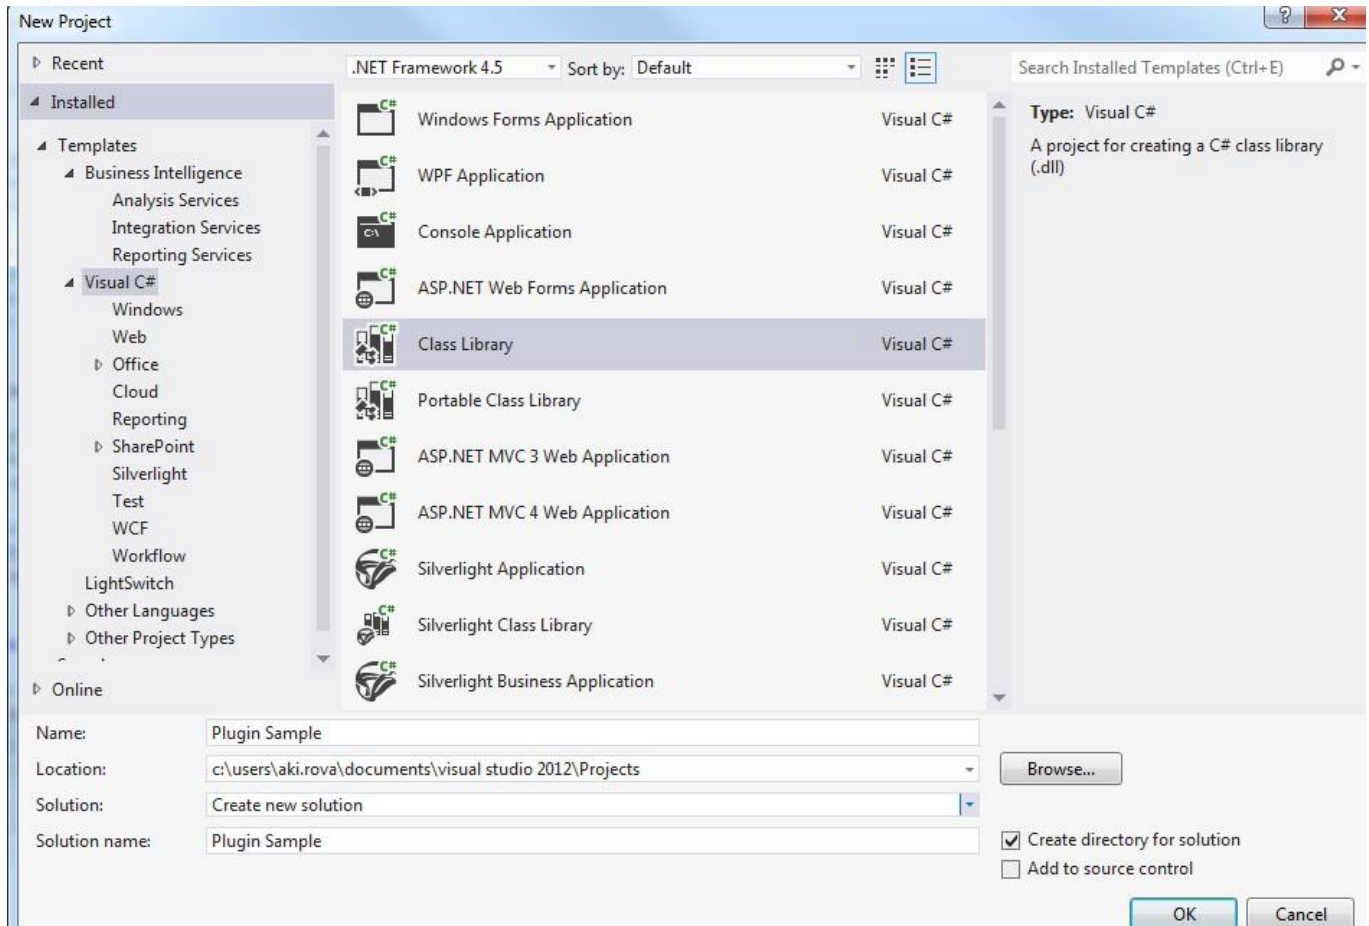 New Project
Recent
.NET Framework 4.5 Sort by: Default
Search Installed Templates (Ctrl+E)
Installed
Templates
Business Intelligence
Analysis Services
Integration Services
Reporting Services
Visual C#
Windows
Web
Office
Cloud
Reporting
SharePoint
Silverlight
Test
WCF
Workflow
LightSwitch
Other Languages
Other Project Types
Online
Windows Forms Application Visual C#
WPF Application Visual C#
Console Application Visual C#
ASP.NET Web Forms Application Visual C#
Class Library Visual C#
Portable Class Library Visual C#
ASP.NET MVC 3 Web Application Visual C#
ASP.NET MVC 4 Web Application Visual C#
Silverlight Application Visual C#
Silverlight Class Library Visual C#
Silverlight Business Application Visual C#
Type: Visual C#
A project for creating a C# class library
(.dll)
Name: Plugin Sample
Location: c:\users\aki.rova\documents\visual studio 2012\Projects
Browse...
Solution: Create new solution
Solution name: Plugin Sample
Create directory for solution
Add to source control
OK Cancel